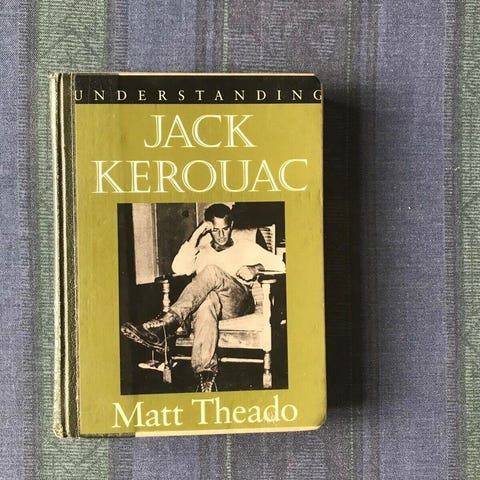 UNDERSTANDING
JACK
KEROUAC
Matt Theado